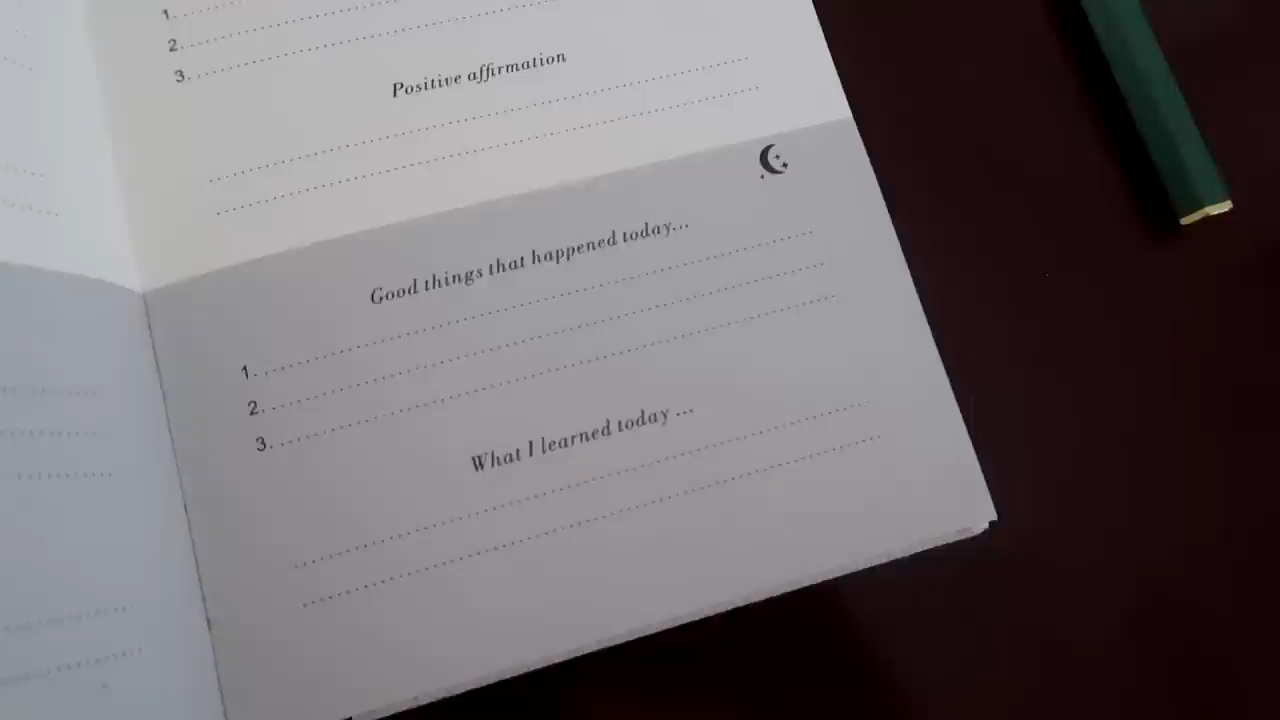 1.
2.
3.
Positive affirmation
Good things that happened today...
1.
2.
3.
What I learned today ...